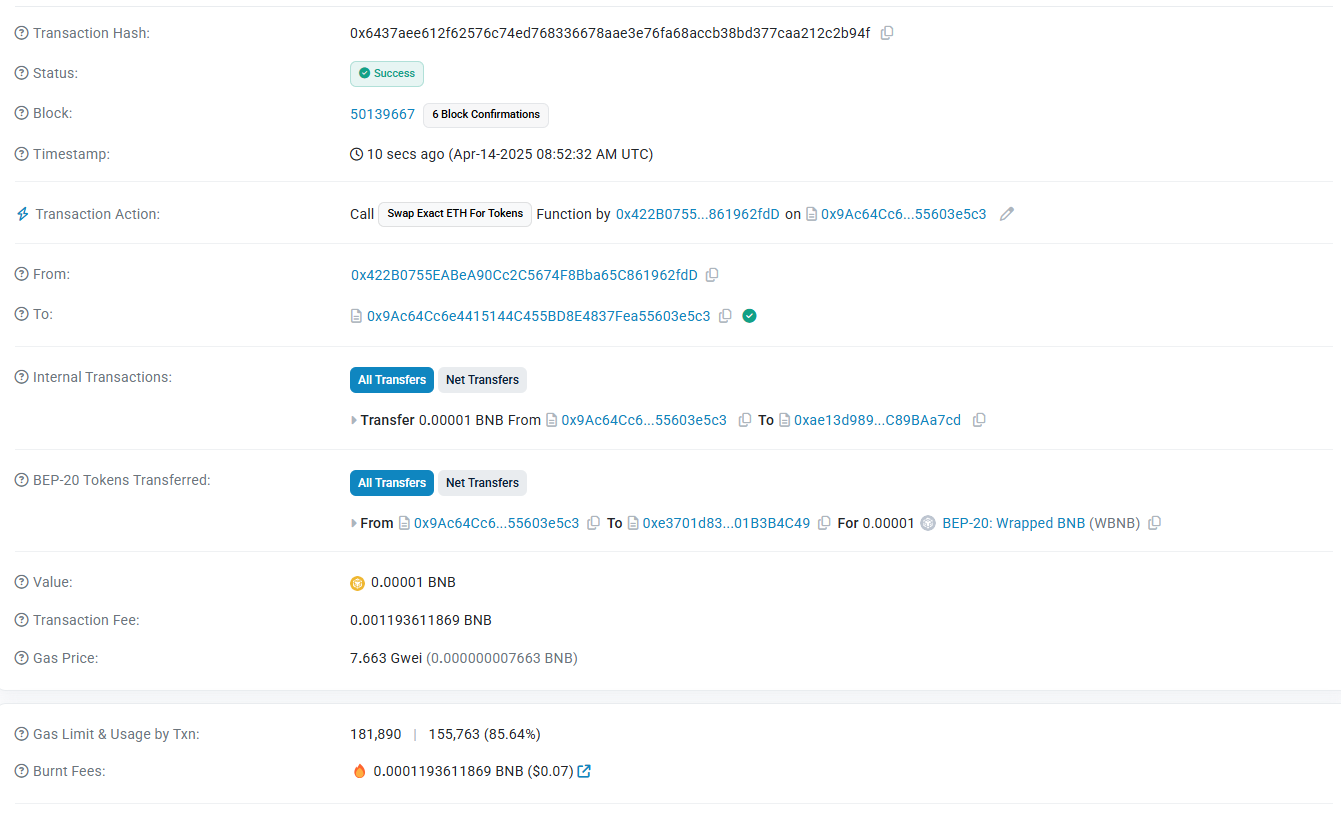 Transaction Hash: 0x6437aee612f62576c74ed768336678aae3e76fa68accb38bd377caa212c2b94f
Status: Success
Block: 50139667 6 Block Confirmations
Timestamp: 10 secs ago (Apr-14-2025 08:52:32 AM UTC)
Transaction Action: Call Swap Exact ETH For Tokens Function by 0x422B0755...861962fdD on 0x9Ac64Cc6...55603e5c3
From: 0x422B0755EABeA90Cc2C5674F8Bba65C861962fdD
To: 0x9Ac64Cc6e4415144C455BD8E4837Fea55603e5c3
Internal Transactions: All Transfers Net Transfers
Transfer 0.00001 BNB From 0x9Ac64Cc6...55603e5c3 To 0xae13d989...C89BAa7cd
BEP-20 Tokens Transferred: All Transfers Net Transfers
From 0x9Ac64Cc6...55603e5c3 To 0xe3701d83...01B3B4C49 For 0.00001 BEP-20: Wrapped BNB (WBNB)
Value: 0.00001 BNB
Transaction Fee: 0.001193611869 BNB
Gas Price: 7.663 Gwei (0.000000007663 BNB)
Gas Limit & Usage by Txn: 181,890 | 155,763 (85.64%)
Burnt Fees: 0.0001193611869 BNB ($0.07)